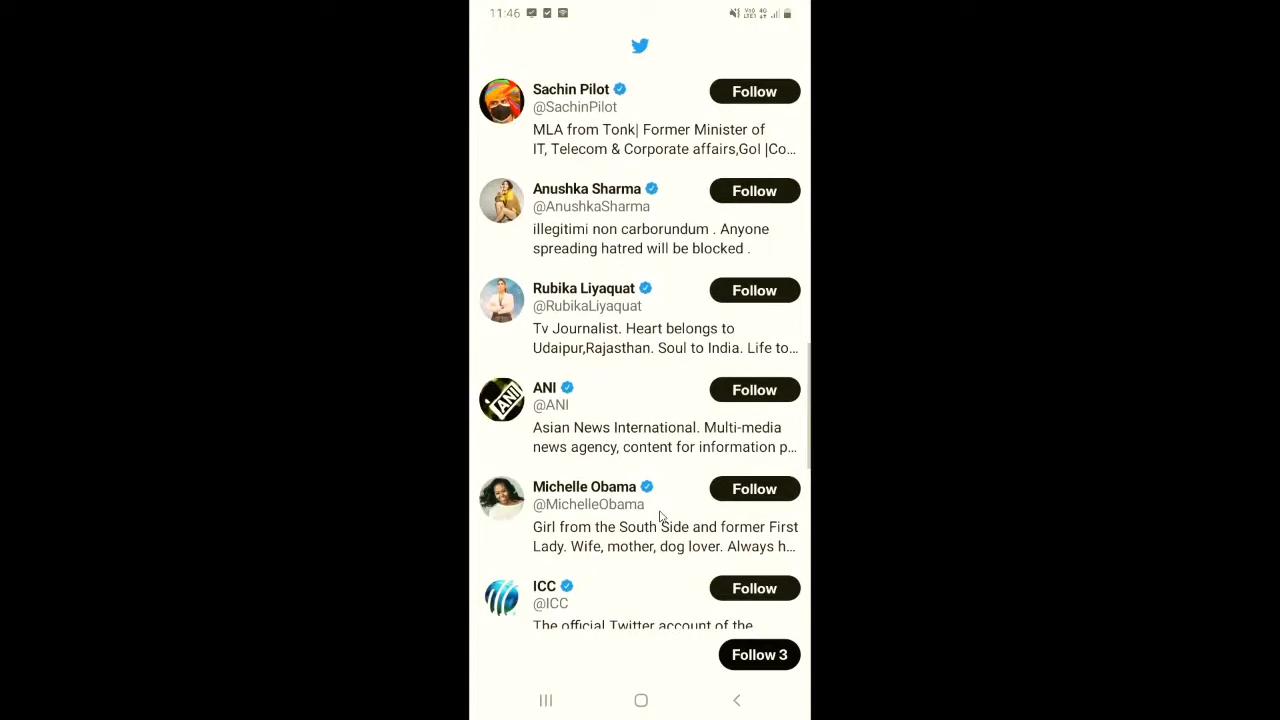 11:46
Vo)) 4G
LTE1
Sachin Pilot
Follow
@SachinPilot
MLA from Tonk| Former Minister of
IT, Telecom & Corporate affairs,GoI |Co...
Anushka Sharma
Follow
@AnushkaSharma
illegitimi non carborundum . Anyone
spreading hatred will be blocked .
Rubika Liyaquat
Follow
@RubikaLiyaquat
Tv Journalist. Heart belongs to
Udaipur,Rajasthan. Soul to India. Life to...
ANI
Follow
ANI
@ANI
Asian News International. Multi-media
news agency, content for information p...
Michelle Obama
Follow
@MichelleObama
Girl from the South Side and former First
Lady. Wife, mother, dog lover. Always h...
ICC
Follow
@ICC
The official Twitter account of the
Follow 3